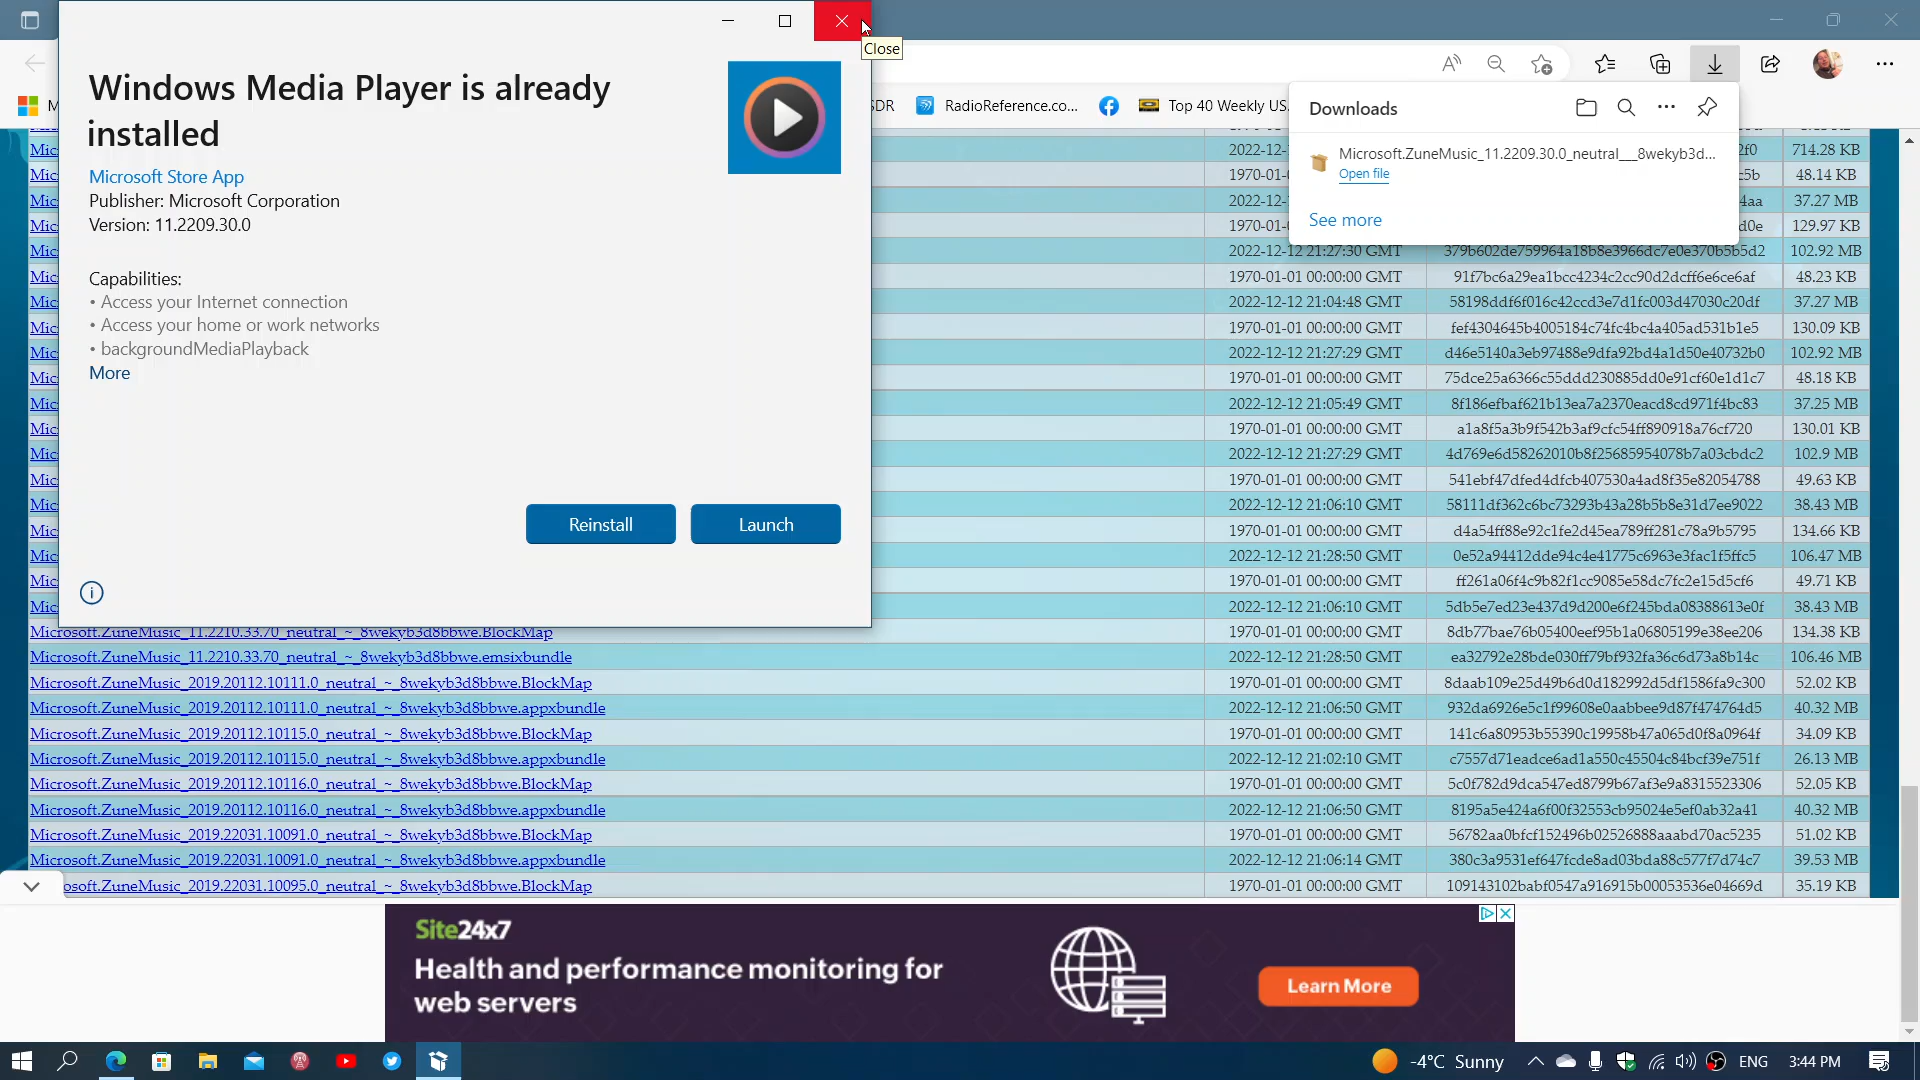 Close
Windows Media Player is already
installed
Microsoft Store App
Publisher: Microsoft Corporation
Version: 11.2209.30.0
Capabilities:
• Access your Internet connection
• Access your home or work networks
• backgroundMediaPlayback
More
Reinstall
Launch
SDR
RadioReference.co...
Top 40 Weekly US
Downloads
Microsoft.ZuneMusic_11.2209.30.0_neutral__8wekyb3d...
Open file
See more
2022-12- 2f0 714.28 KB
1970-01- c5b 48.14 KB
2022-12- 4aa 37.27 MB
1970-01- d0e 129.97 KB
2022-12-12 21:27:30 GMT 379b602de759964a18b8e3966dc7e0e370b5b5d2 102.92 MB
1970-01-01 00:00:00 GMT 91f7bc6a29ea1bcc4234c2cc90d2dcff6e6ce6af 48.23 KB
2022-12-12 21:04:48 GMT 58198ddf6f016c42ccd3e7d1fc003d47030c20df 37.27 MB
1970-01-01 00:00:00 GMT fef4304645b4005184c74fc4bc4a405ad531b1e5 130.09 KB
2022-12-12 21:27:29 GMT d46e5140a3eb97488e9dfa92bd4a1d50e40732b0 102.92 MB
1970-01-01 00:00:00 GMT 75dce25a6366c55ddd230885dd0e91cf60e1d1c7 48.18 KB
2022-12-12 21:05:49 GMT 8f186efbaf621b13ea7a2370eacd8cd971f4bc83 37.25 MB
1970-01-01 00:00:00 GMT a1a8f5a3b9f542b3af9cfc54ff890918a76cf720 130.01 KB
2022-12-12 21:27:29 GMT 4d769e6d58262010b8f25685954078b7a03cbdc2 102.9 MB
1970-01-01 00:00:00 GMT 541ebf47dfed4dfcb407530a4ad8f35e82054788 49.63 KB
2022-12-12 21:06:10 GMT 58111df362c6bc73293b43a28b5b8e31d7ee9022 38.43 MB
1970-01-01 00:00:00 GMT d4a54ff88e92c1fe2d45ea789ff281c78a9b5795 134.66 KB
2022-12-12 21:28:50 GMT 0e52a94412dde94c4e41775c6963e3fac1f5ffc5 106.47 MB
1970-01-01 00:00:00 GMT ff261a06f4c9b82f1cc9085e58dc7fc2e15d5cf6 49.71 KB
2022-12-12 21:06:10 GMT 5db5e7ed23e437d9d200e6f245bda08388613e0f 38.43 MB
Microsoft.ZuneMusic_11.2210.33.70_neutral_~_8wekyb3d8bbwe.BlockMap 1970-01-01 00:00:00 GMT 8db77bae76b05400eef95b1a06805199e38ee206 134.38 KB
Microsoft.ZuneMusic_11.2210.33.70_neutral_~_8wekyb3d8bbwe.emsixbundle 2022-12-12 21:28:50 GMT ea32792e28bde030ff79bf932fa36c6d73a8b14c 106.46 MB
Microsoft.ZuneMusic_2019.20112.10111.0_neutral_~_8wekyb3d8bbwe.BlockMap 1970-01-01 00:00:00 GMT 8daab109e25d49b6d0d182992d5df1586fa9c300 52.02 KB
Microsoft.ZuneMusic_2019.20112.10111.0_neutral_~_8wekyb3d8bbwe.appxbundle 2022-12-12 21:06:50 GMT 932da6926e5c1f99608e0aabbee9d87f474764d5 40.32 MB
Microsoft.ZuneMusic_2019.20112.10115.0_neutral_~_8wekyb3d8bbwe.BlockMap 1970-01-01 00:00:00 GMT 141c6a80953b55390c19958b47a065d0f8a0964f 34.09 KB
Microsoft.ZuneMusic_2019.20112.10115.0_neutral_~_8wekyb3d8bbwe.appxbundle 2022-12-12 21:02:10 GMT c7557d71eadce6ad1a550c45504c84bcf39e751f 26.13 MB
Microsoft.ZuneMusic_2019.20112.10116.0_neutral_~_8wekyb3d8bbwe.BlockMap 1970-01-01 00:00:00 GMT 5c0f782d9dca547ed8799b67af3e9a8315523306 52.05 KB
Microsoft.ZuneMusic_2019.20112.10116.0_neutral_~_8wekyb3d8bbwe.appxbundle 2022-12-12 21:06:50 GMT 8195a5e424a6f00f32553cb95024e5ef0ab32a41 40.32 MB
Microsoft.ZuneMusic_2019.22031.10091.0_neutral_~_8wekyb3d8bbwe.BlockMap 1970-01-01 00:00:00 GMT 56782aa0bfcf152496b02526888aaabd70ac5235 51.02 KB
Microsoft.ZuneMusic_2019.22031.10091.0_neutral_~_8wekyb3d8bbwe.appxbundle 2022-12-12 21:06:14 GMT 380c3a9531ef647fcde8ad03bda88c577f7d74c7 39.53 MB
osoft.ZuneMusic_2019.22031.10095.0_neutral_~_8wekyb3d8bbwe.BlockMap 1970-01-01 00:00:00 GMT 109143102babf0547a916915b00053536e04669d 35.19 KB
Site24x7
Health and performance monitoring for
web servers
Learn More
-4°C Sunny
ENG
3:44 PM